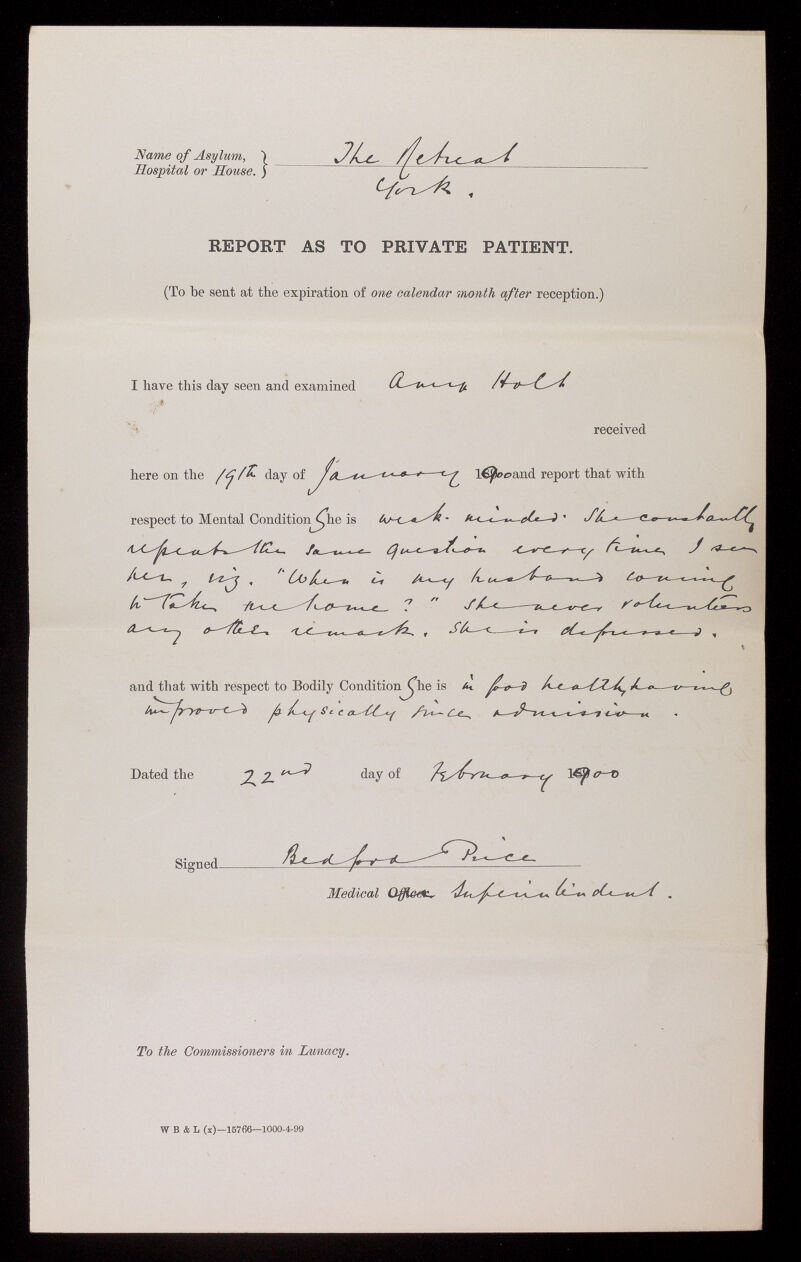 Name of Asylum, } The Retreat
Hospital or House. } York.
REPORT AS TO PRIVATE PATIENT.
(To be sent at the expiration of one calendar month after reception.)
I have this day seen and examined Holt
received
here on the 19th day of January 1900 and report that with
respect to Mental Condition She is weak-minded. She constantly
repeats the same question every time I see
her, viz. "When is my husband coming
to take me home?" She never volunteers
any other remark. She is depressed.
and that with respect to Bodily Condition She is in good health, having
improved physically since admission.
Dated the 22nd day of February 1900
Signed Bedford Pierce
Medical Officer Superintendent.
To the Commissioners in Lunacy.
W B & L (x)—15766—1000-4-99